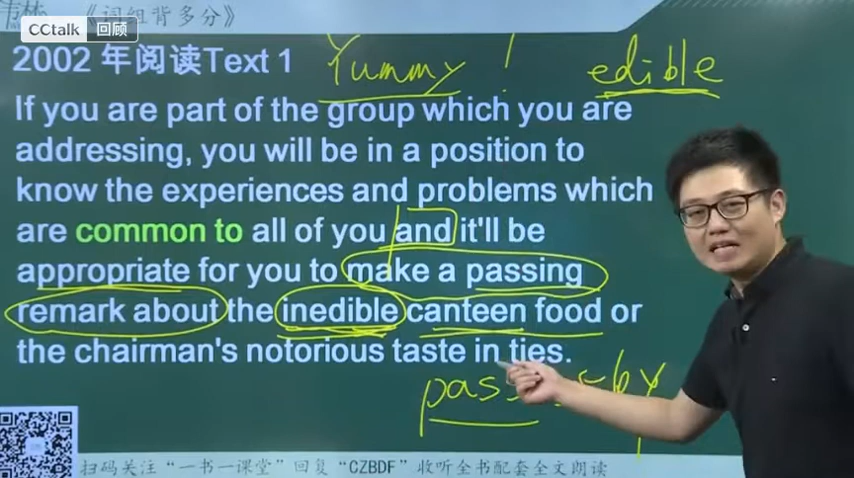 《词组背多分》
CCtalk 回顾
2002 年阅读Text 1
Yummy !
edible
If you are part of the group which you are
addressing, you will be in a position to
know the experiences and problems which
are common to all of you and it'll be
appropriate for you to make a passing
remark about the inedible canteen food or
the chairman's notorious taste in ties.
扫码关注“一书一课堂”回复“CZBDF”收听全书配套全文朗读